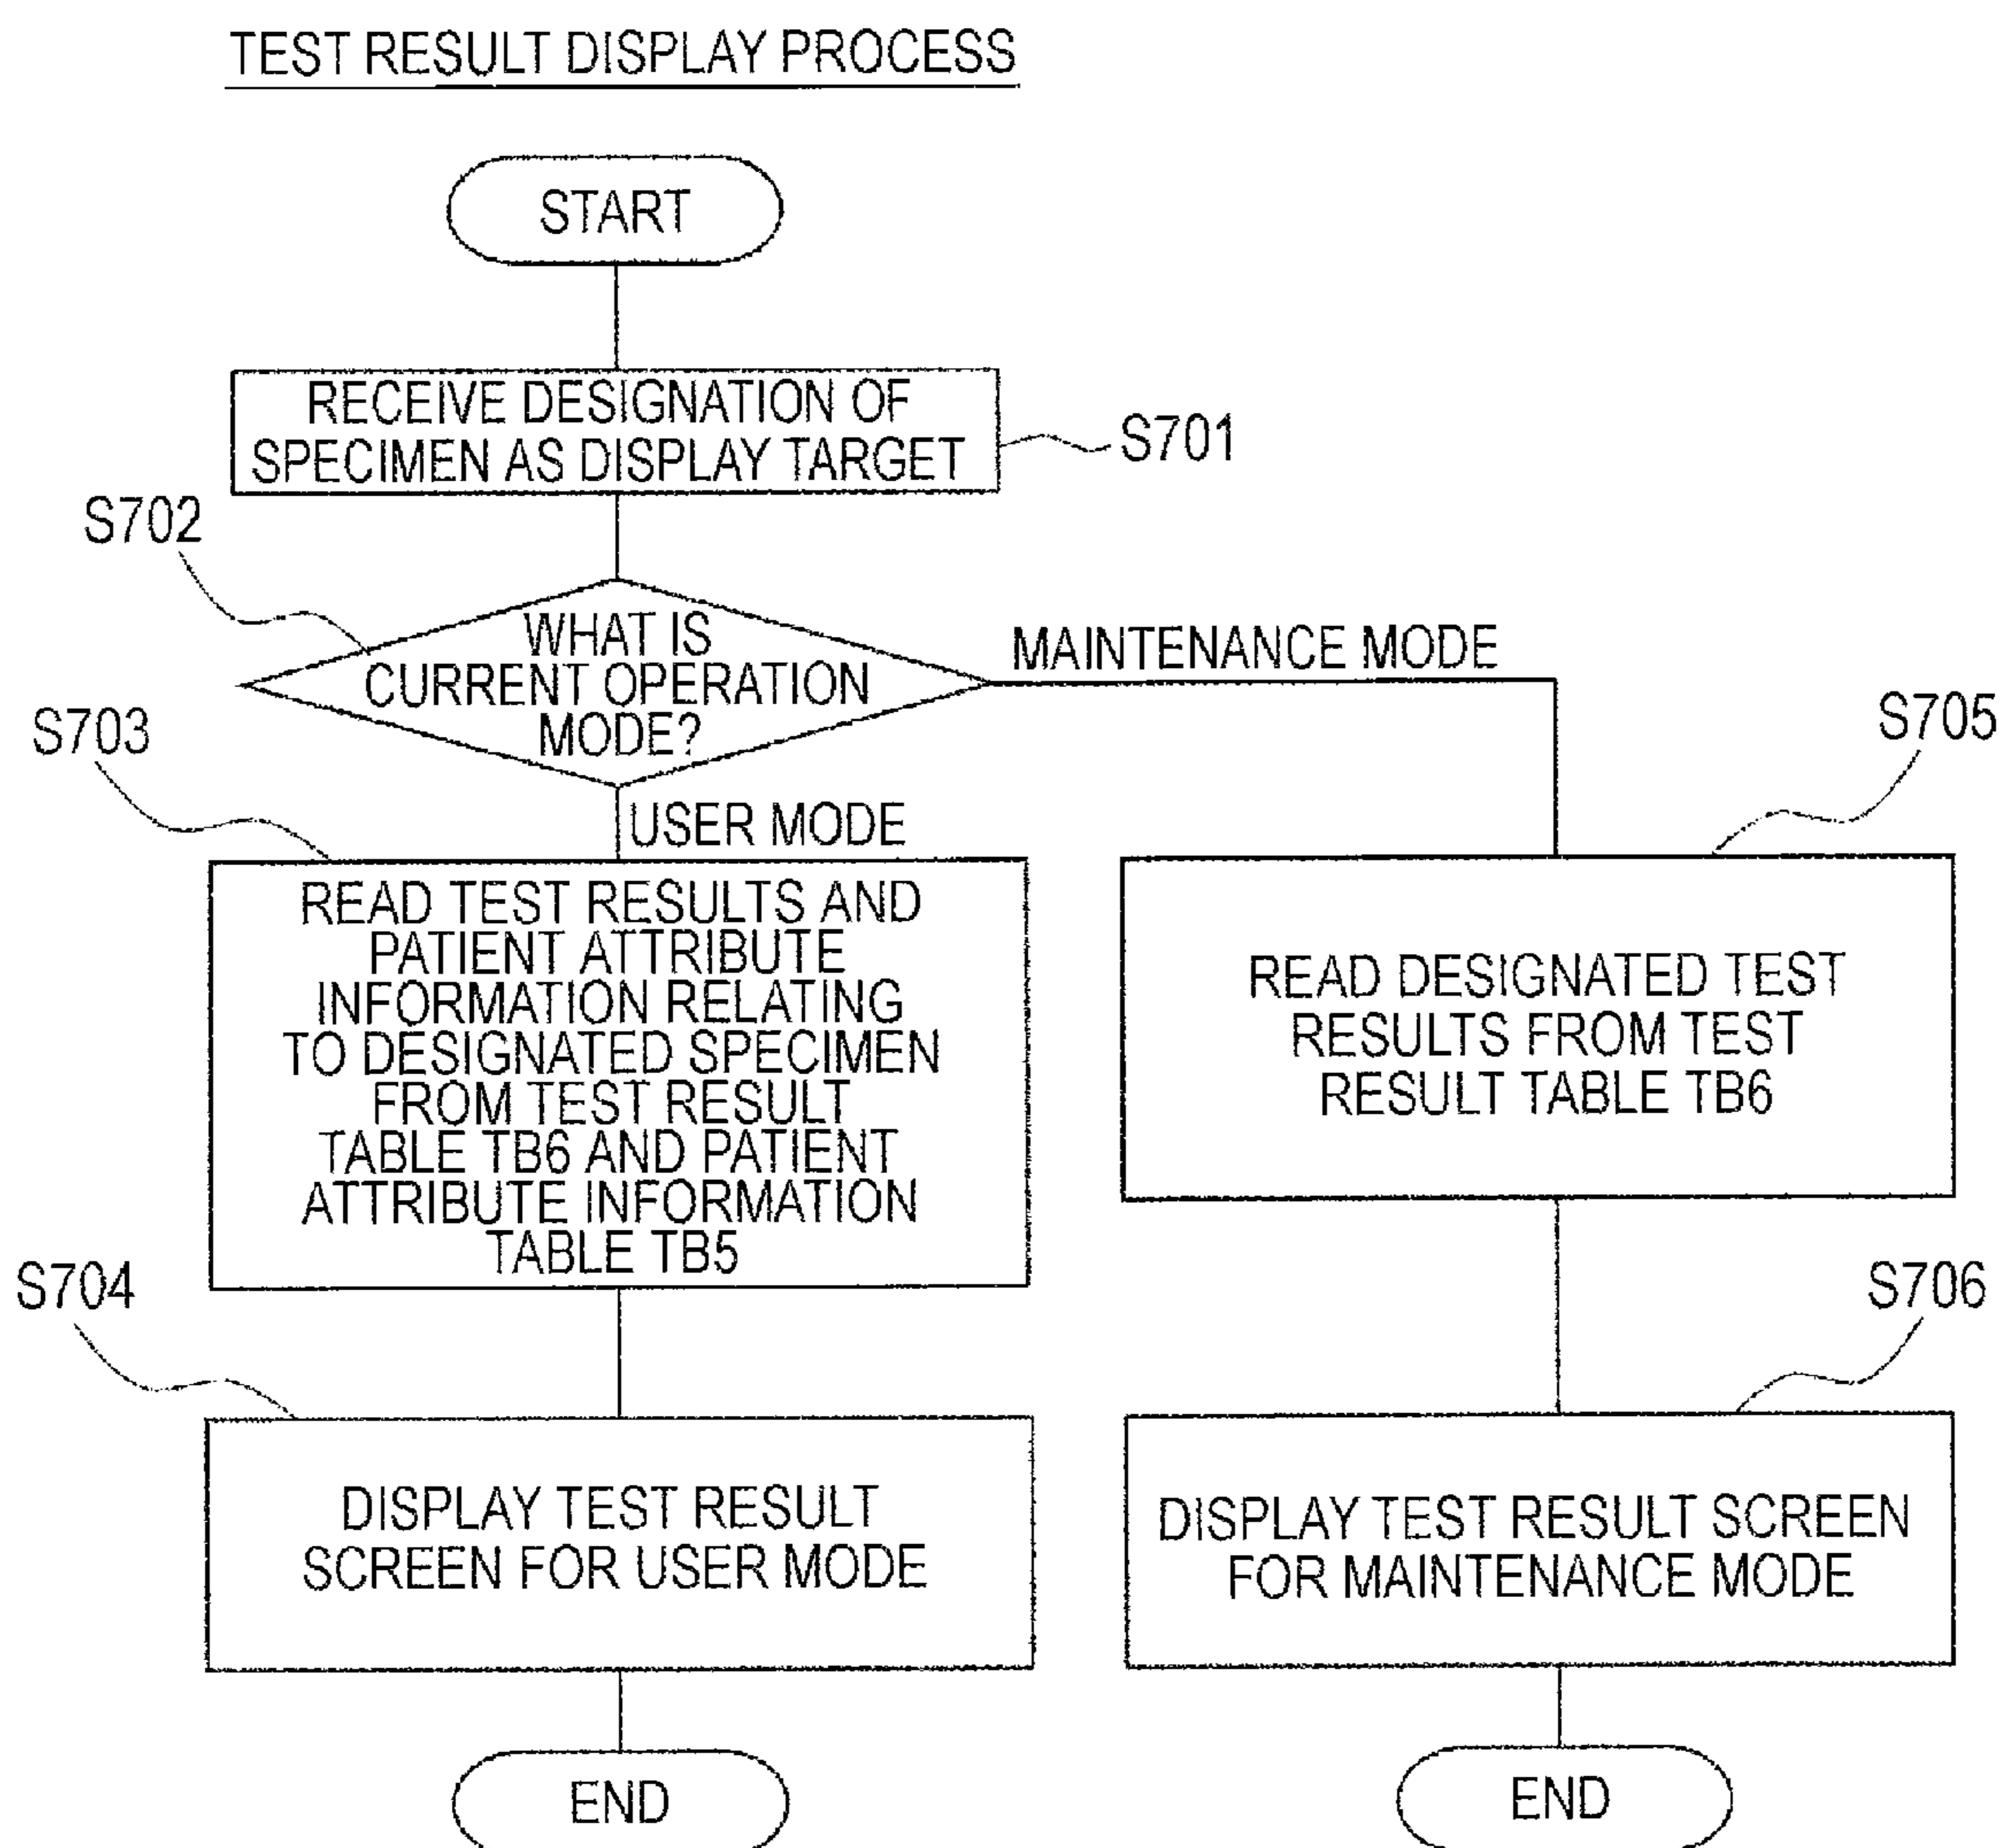 TEST RESULT DISPLAY PROCESS
START
RECEIVE DESIGNATION OF
SPECIMEN AS DISPLAY TARGET
S701
S702
WHAT IS
CURRENT OPERATION
MODE?
MAINTENANCE MODE
USER MODE
S703
READ TEST RESULTS AND
PATIENT ATTRIBUTE
INFORMATION RELATING
TO DESIGNATED SPECIMEN
FROM TEST RESULT
TABLE TB6 AND PATIENT
ATTRIBUTE INFORMATION
TABLE TB5
S705
READ DESIGNATED TEST
RESULTS FROM TEST
RESULT TABLE TB6
S704
DISPLAY TEST RESULT
SCREEN FOR USER MODE
S706
DISPLAY TEST RESULT SCREEN
FOR MAINTENANCE MODE
END
END